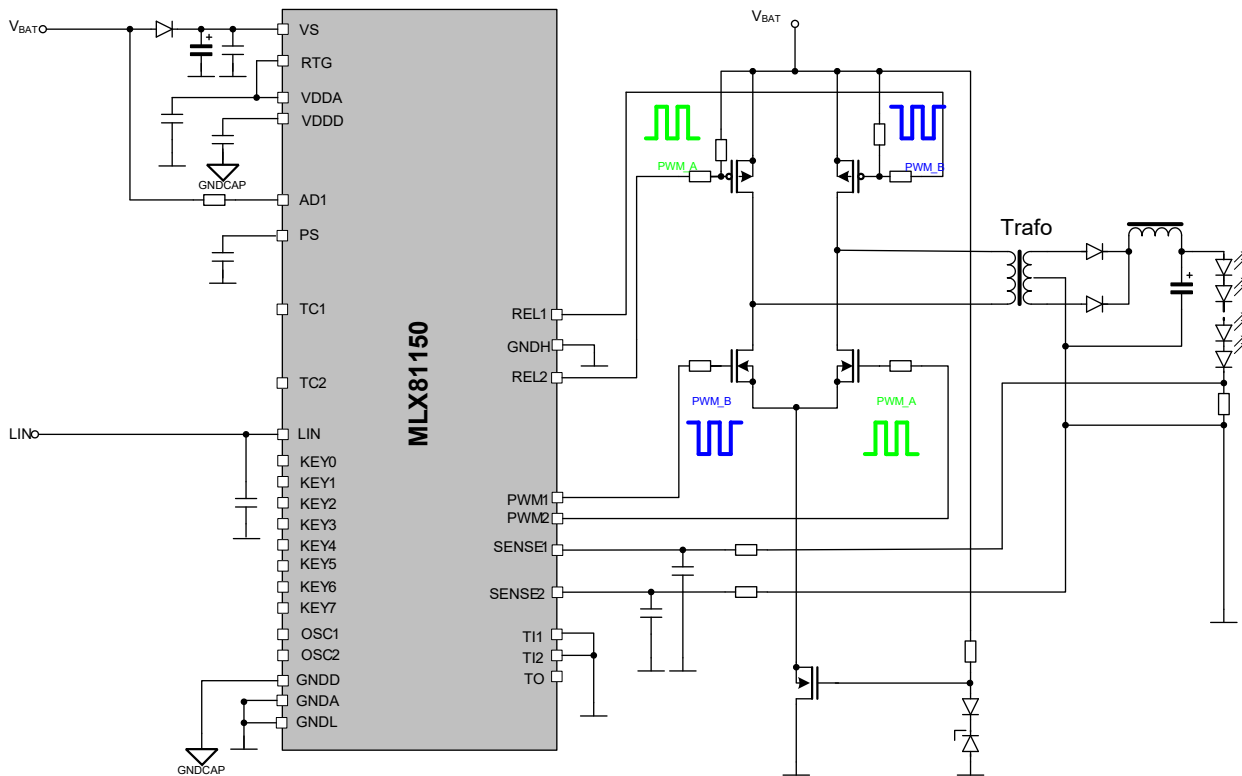 VBAT
VS
RTG
VDDA
VDDD
GNDCAP
AD1
PS
TC1
TC2
LIN
LIN
KEY0
KEY1
KEY2
KEY3
KEY4
KEY5
KEY6
KEY7
OSC1
OSC2
GNDD
GNDA
GNDL
GNDCAP
MLX81150
REL1
GNDH
REL2
PWM1
PWM2
SENSE1
SENSE2
TI1
TI2
TO
VBAT
PWM_A
PWM_B
PWM_B
PWM_A
Trafo
+
+